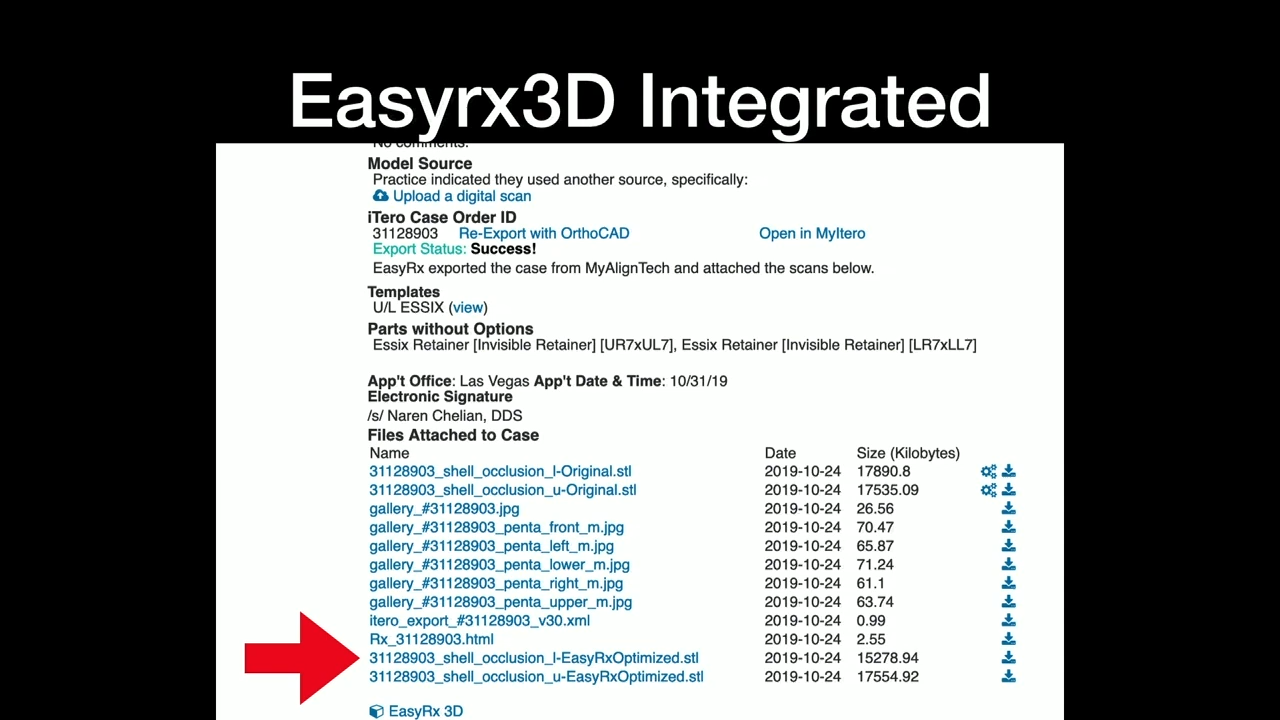 Easyrx3D Integrated
No comments.
Model Source
Practice indicated they used another source, specifically:
Upload a digital scan
iTero Case Order ID
31128903 Re-Export with OrthoCAD Open in MyItero
Export Status: Success!
EasyRx exported the case from MyAlignTech and attached the scans below.
Templates
U/L ESSIX (view)
Parts without Options
Essix Retainer [Invisible Retainer] [UR7xUL7], Essix Retainer [Invisible Retainer] [LR7xLL7]
App't Office: Las Vegas App't Date & Time: 10/31/19
Electronic Signature
/s/ Naren Chelian, DDS
Files Attached to Case
Name Date Size (Kilobytes)
31128903_shell_occlusion_l-Original.stl 2019-10-24 17890.8
31128903_shell_occlusion_u-Original.stl 2019-10-24 17535.09
gallery_#31128903.jpg 2019-10-24 26.56
gallery_#31128903_penta_front_m.jpg 2019-10-24 70.47
gallery_#31128903_penta_left_m.jpg 2019-10-24 65.87
gallery_#31128903_penta_lower_m.jpg 2019-10-24 71.24
gallery_#31128903_penta_right_m.jpg 2019-10-24 61.1
gallery_#31128903_penta_upper_m.jpg 2019-10-24 63.74
itero_export_#31128903_v30.xml 2019-10-24 0.99
Rx_31128903.html 2019-10-24 2.55
31128903_shell_occlusion_l-EasyRxOptimized.stl 2019-10-24 15278.94
31128903_shell_occlusion_u-EasyRxOptimized.stl 2019-10-24 17554.92
EasyRx 3D